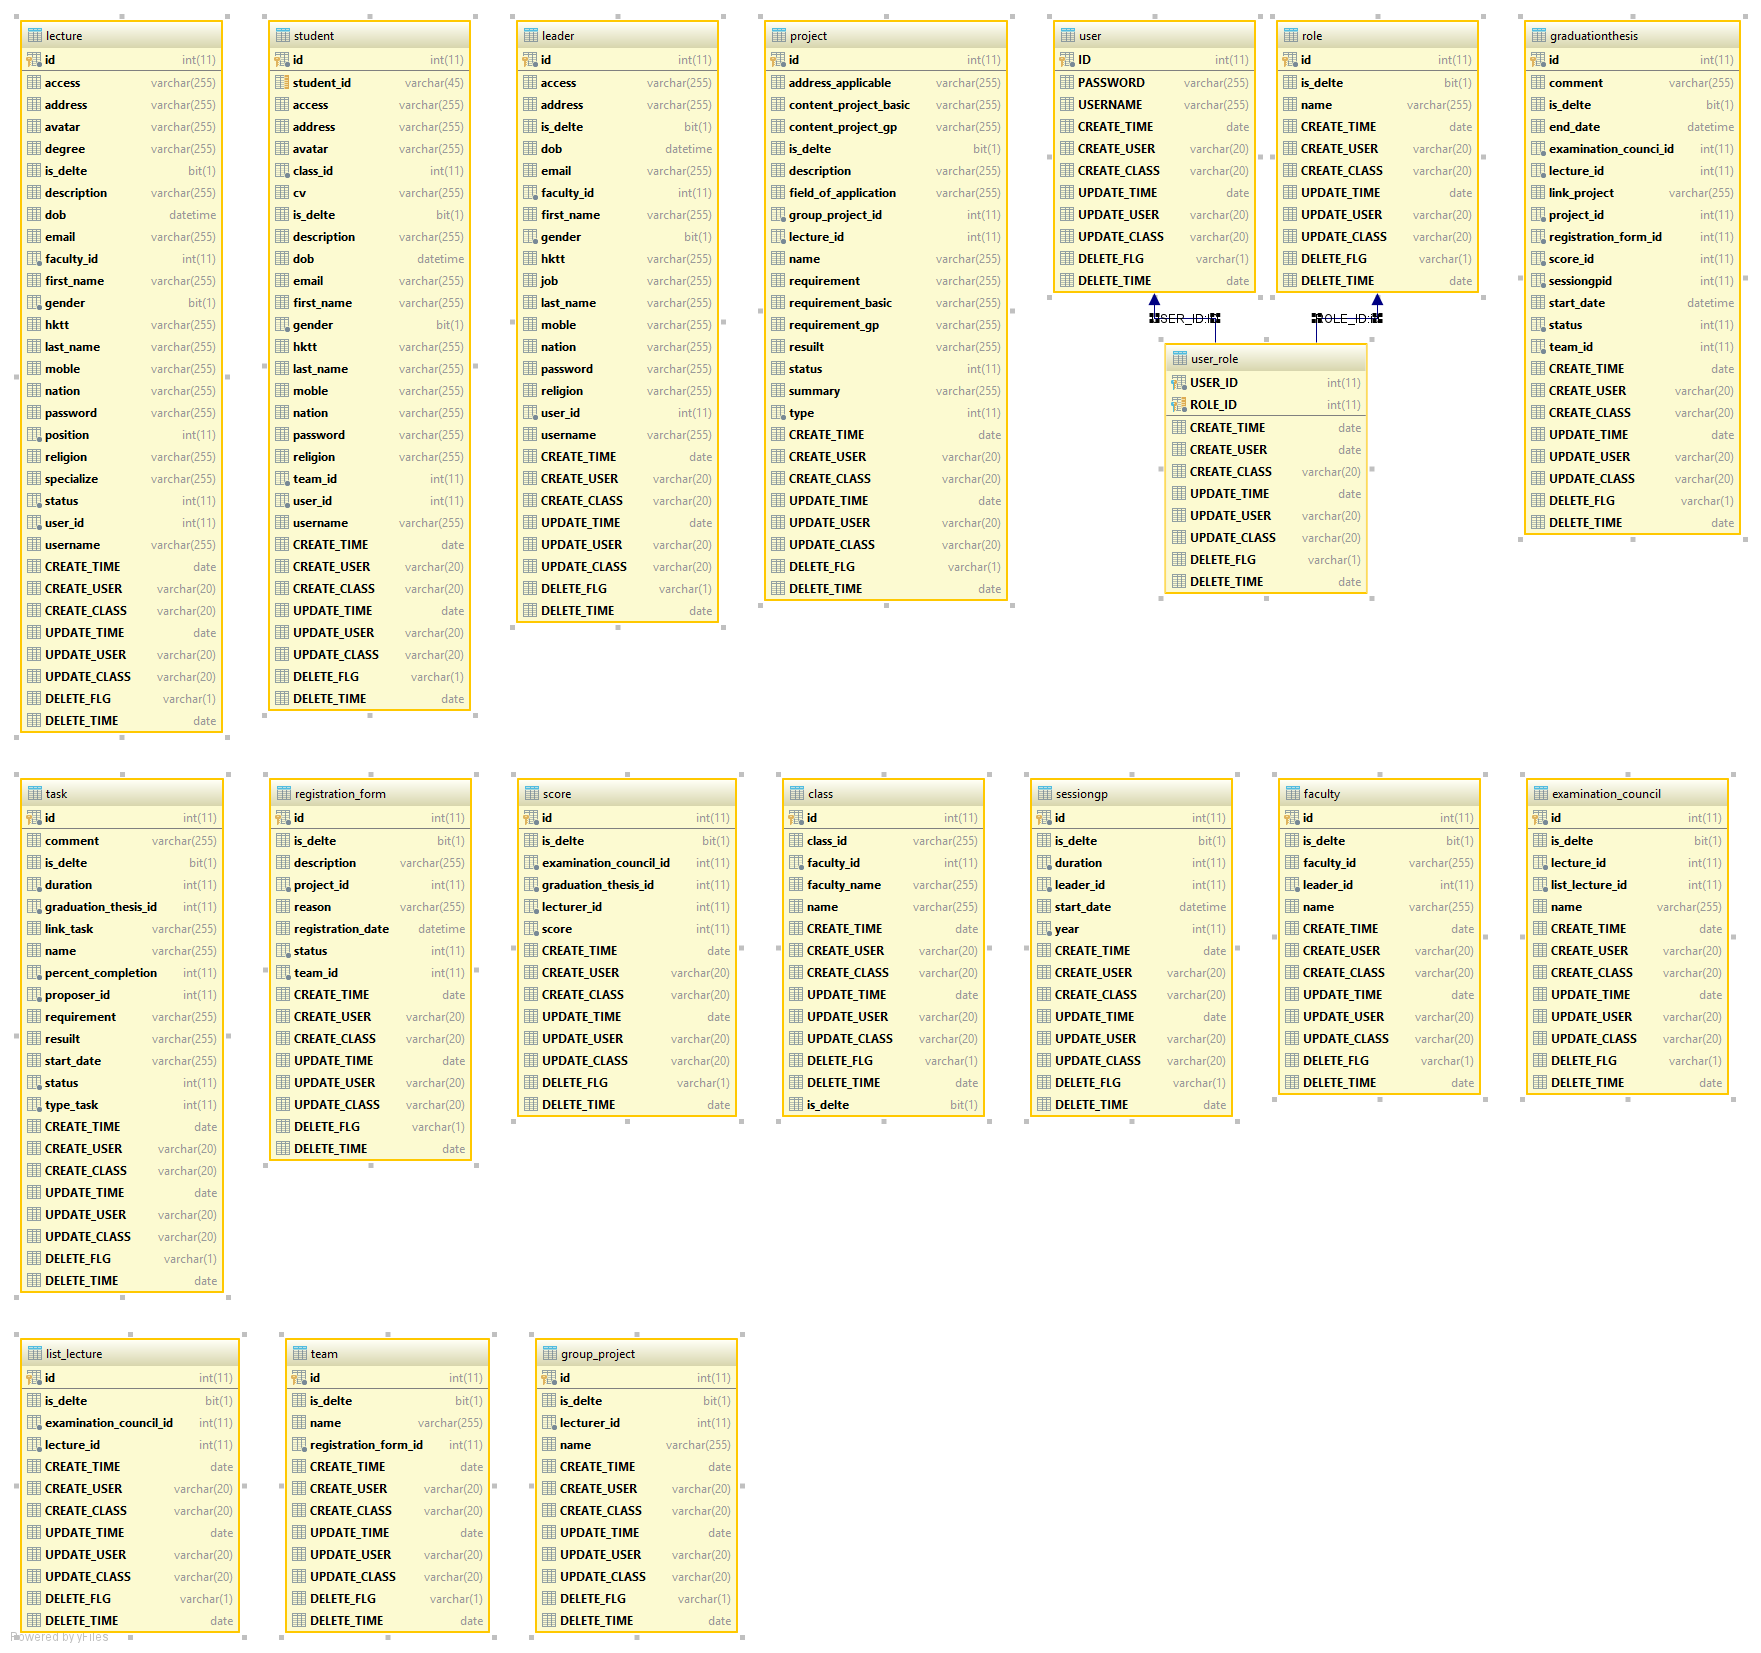 lecture
id int(11)
access varchar(255)
address varchar(255)
avatar varchar(255)
degree varchar(255)
is_delte bit(1)
description varchar(255)
dob datetime
email varchar(255)
faculty_id int(11)
first_name varchar(255)
gender bit(1)
hktt varchar(255)
last_name varchar(255)
moble varchar(255)
nation varchar(255)
password varchar(255)
position int(11)
religion varchar(255)
specialize varchar(255)
status int(11)
user_id int(11)
username varchar(255)
CREATE_TIME date
CREATE_USER varchar(20)
CREATE_CLASS varchar(20)
UPDATE_TIME date
UPDATE_USER varchar(20)
UPDATE_CLASS varchar(20)
DELETE_FLG varchar(1)
DELETE_TIME date
student
id int(11)
student_id varchar(45)
access varchar(255)
address varchar(255)
avatar varchar(255)
class_id int(11)
cv varchar(255)
is_delte bit(1)
description varchar(255)
dob datetime
email varchar(255)
first_name varchar(255)
gender bit(1)
hktt varchar(255)
last_name varchar(255)
moble varchar(255)
nation varchar(255)
password varchar(255)
religion varchar(255)
team_id int(11)
user_id int(11)
username varchar(255)
CREATE_TIME date
CREATE_USER varchar(20)
CREATE_CLASS varchar(20)
UPDATE_TIME date
UPDATE_USER varchar(20)
UPDATE_CLASS varchar(20)
DELETE_FLG varchar(1)
DELETE_TIME date
leader
id int(11)
access varchar(255)
address varchar(255)
is_delte bit(1)
dob datetime
email varchar(255)
faculty_id int(11)
first_name varchar(255)
gender bit(1)
hktt varchar(255)
job varchar(255)
last_name varchar(255)
moble varchar(255)
nation varchar(255)
password varchar(255)
religion varchar(255)
user_id int(11)
username varchar(255)
CREATE_TIME date
CREATE_USER varchar(20)
CREATE_CLASS varchar(20)
UPDATE_TIME date
UPDATE_USER varchar(20)
UPDATE_CLASS varchar(20)
DELETE_FLG varchar(1)
DELETE_TIME date
project
id int(11)
address_applicable varchar(255)
content_project_basic varchar(255)
content_project_gp varchar(255)
is_delte bit(1)
description varchar(255)
field_of_application varchar(255)
group_project_id int(11)
lecture_id int(11)
name varchar(255)
requirement varchar(255)
requirement_basic varchar(255)
requirement_gp varchar(255)
resuilt varchar(255)
status int(11)
summary varchar(255)
type int(11)
CREATE_TIME date
CREATE_USER varchar(20)
CREATE_CLASS varchar(20)
UPDATE_TIME date
UPDATE_USER varchar(20)
UPDATE_CLASS varchar(20)
DELETE_FLG varchar(1)
DELETE_TIME date
user
ID int(11)
PASSWORD varchar(255)
USERNAME varchar(255)
CREATE_TIME date
CREATE_USER varchar(20)
CREATE_CLASS varchar(20)
UPDATE_TIME date
UPDATE_USER varchar(20)
UPDATE_CLASS varchar(20)
DELETE_FLG varchar(1)
DELETE_TIME date
role
id int(11)
is_delte bit(1)
name varchar(255)
CREATE_TIME date
CREATE_USER varchar(20)
CREATE_CLASS varchar(20)
UPDATE_TIME date
UPDATE_USER varchar(20)
UPDATE_CLASS varchar(20)
DELETE_FLG varchar(1)
DELETE_TIME date
user_role
USER_ID int(11)
ROLE_ID int(11)
CREATE_TIME date
CREATE_USER date
CREATE_CLASS varchar(20)
UPDATE_TIME date
UPDATE_USER varchar(20)
UPDATE_CLASS varchar(20)
DELETE_FLG varchar(1)
DELETE_TIME date
graduationthesis
id int(11)
comment varchar(255)
is_delte bit(1)
end_date datetime
examination_counci_id int(11)
lecture_id int(11)
link_project varchar(255)
project_id int(11)
registration_form_id int(11)
score_id int(11)
sessiongpid int(11)
start_date datetime
status int(11)
team_id int(11)
CREATE_TIME date
CREATE_USER varchar(20)
CREATE_CLASS varchar(20)
UPDATE_TIME date
UPDATE_USER varchar(20)
UPDATE_CLASS varchar(20)
DELETE_FLG varchar(1)
DELETE_TIME date
task
id int(11)
comment varchar(255)
is_delte bit(1)
duration int(11)
graduation_thesis_id int(11)
link_task varchar(255)
name varchar(255)
percent_completion int(11)
proposer_id int(11)
requirement varchar(255)
resuilt varchar(255)
start_date varchar(255)
status int(11)
type_task int(11)
CREATE_TIME date
CREATE_USER varchar(20)
CREATE_CLASS varchar(20)
UPDATE_TIME date
UPDATE_USER varchar(20)
UPDATE_CLASS varchar(20)
DELETE_FLG varchar(1)
DELETE_TIME date
registration_form
id int(11)
is_delte bit(1)
description varchar(255)
project_id int(11)
reason varchar(255)
registration_date datetime
status int(11)
team_id int(11)
CREATE_TIME date
CREATE_USER varchar(20)
CREATE_CLASS varchar(20)
UPDATE_TIME date
UPDATE_USER varchar(20)
UPDATE_CLASS varchar(20)
DELETE_FLG varchar(1)
DELETE_TIME date
score
id int(11)
is_delte bit(1)
examination_council_id int(11)
graduation_thesis_id int(11)
lecturer_id int(11)
score int(11)
CREATE_TIME date
CREATE_USER varchar(20)
CREATE_CLASS varchar(20)
UPDATE_TIME date
UPDATE_USER varchar(20)
UPDATE_CLASS varchar(20)
DELETE_FLG varchar(1)
DELETE_TIME date
class
id int(11)
class_id varchar(255)
faculty_id int(11)
faculty_name varchar(255)
name varchar(255)
CREATE_TIME date
CREATE_USER varchar(20)
CREATE_CLASS varchar(20)
UPDATE_TIME date
UPDATE_USER varchar(20)
UPDATE_CLASS varchar(20)
DELETE_FLG varchar(1)
DELETE_TIME date
is_delte bit(1)
sessiongp
id int(11)
is_delte bit(1)
duration int(11)
leader_id int(11)
start_date datetime
year int(11)
CREATE_TIME date
CREATE_USER varchar(20)
CREATE_CLASS varchar(20)
UPDATE_TIME date
UPDATE_USER varchar(20)
UPDATE_CLASS varchar(20)
DELETE_FLG varchar(1)
DELETE_TIME date
faculty
id int(11)
is_delte bit(1)
faculty_id varchar(255)
leader_id int(11)
name varchar(255)
CREATE_TIME date
CREATE_USER varchar(20)
CREATE_CLASS varchar(20)
UPDATE_TIME date
UPDATE_USER varchar(20)
UPDATE_CLASS varchar(20)
DELETE_FLG varchar(1)
DELETE_TIME date
examination_council
id int(11)
is_delte bit(1)
lecture_id int(11)
list_lecture_id int(11)
name varchar(255)
CREATE_TIME date
CREATE_USER varchar(20)
CREATE_CLASS varchar(20)
UPDATE_TIME date
UPDATE_USER varchar(20)
UPDATE_CLASS varchar(20)
DELETE_FLG varchar(1)
DELETE_TIME date
list_lecture
id int(11)
is_delte bit(1)
examination_council_id int(11)
lecture_id int(11)
CREATE_TIME date
CREATE_USER varchar(20)
CREATE_CLASS varchar(20)
UPDATE_TIME date
UPDATE_USER varchar(20)
UPDATE_CLASS varchar(20)
DELETE_FLG varchar(1)
DELETE_TIME date
team
id int(11)
is_delte bit(1)
name varchar(255)
registration_form_id int(11)
CREATE_TIME date
CREATE_USER varchar(20)
CREATE_CLASS varchar(20)
UPDATE_TIME date
UPDATE_USER varchar(20)
UPDATE_CLASS varchar(20)
DELETE_FLG varchar(1)
DELETE_TIME date
group_project
id int(11)
is_delte bit(1)
lecturer_id int(11)
name varchar(255)
CREATE_TIME date
CREATE_USER varchar(20)
CREATE_CLASS varchar(20)
UPDATE_TIME date
UPDATE_USER varchar(20)
UPDATE_CLASS varchar(20)
DELETE_FLG varchar(1)
DELETE_TIME date
Powered by yFiles